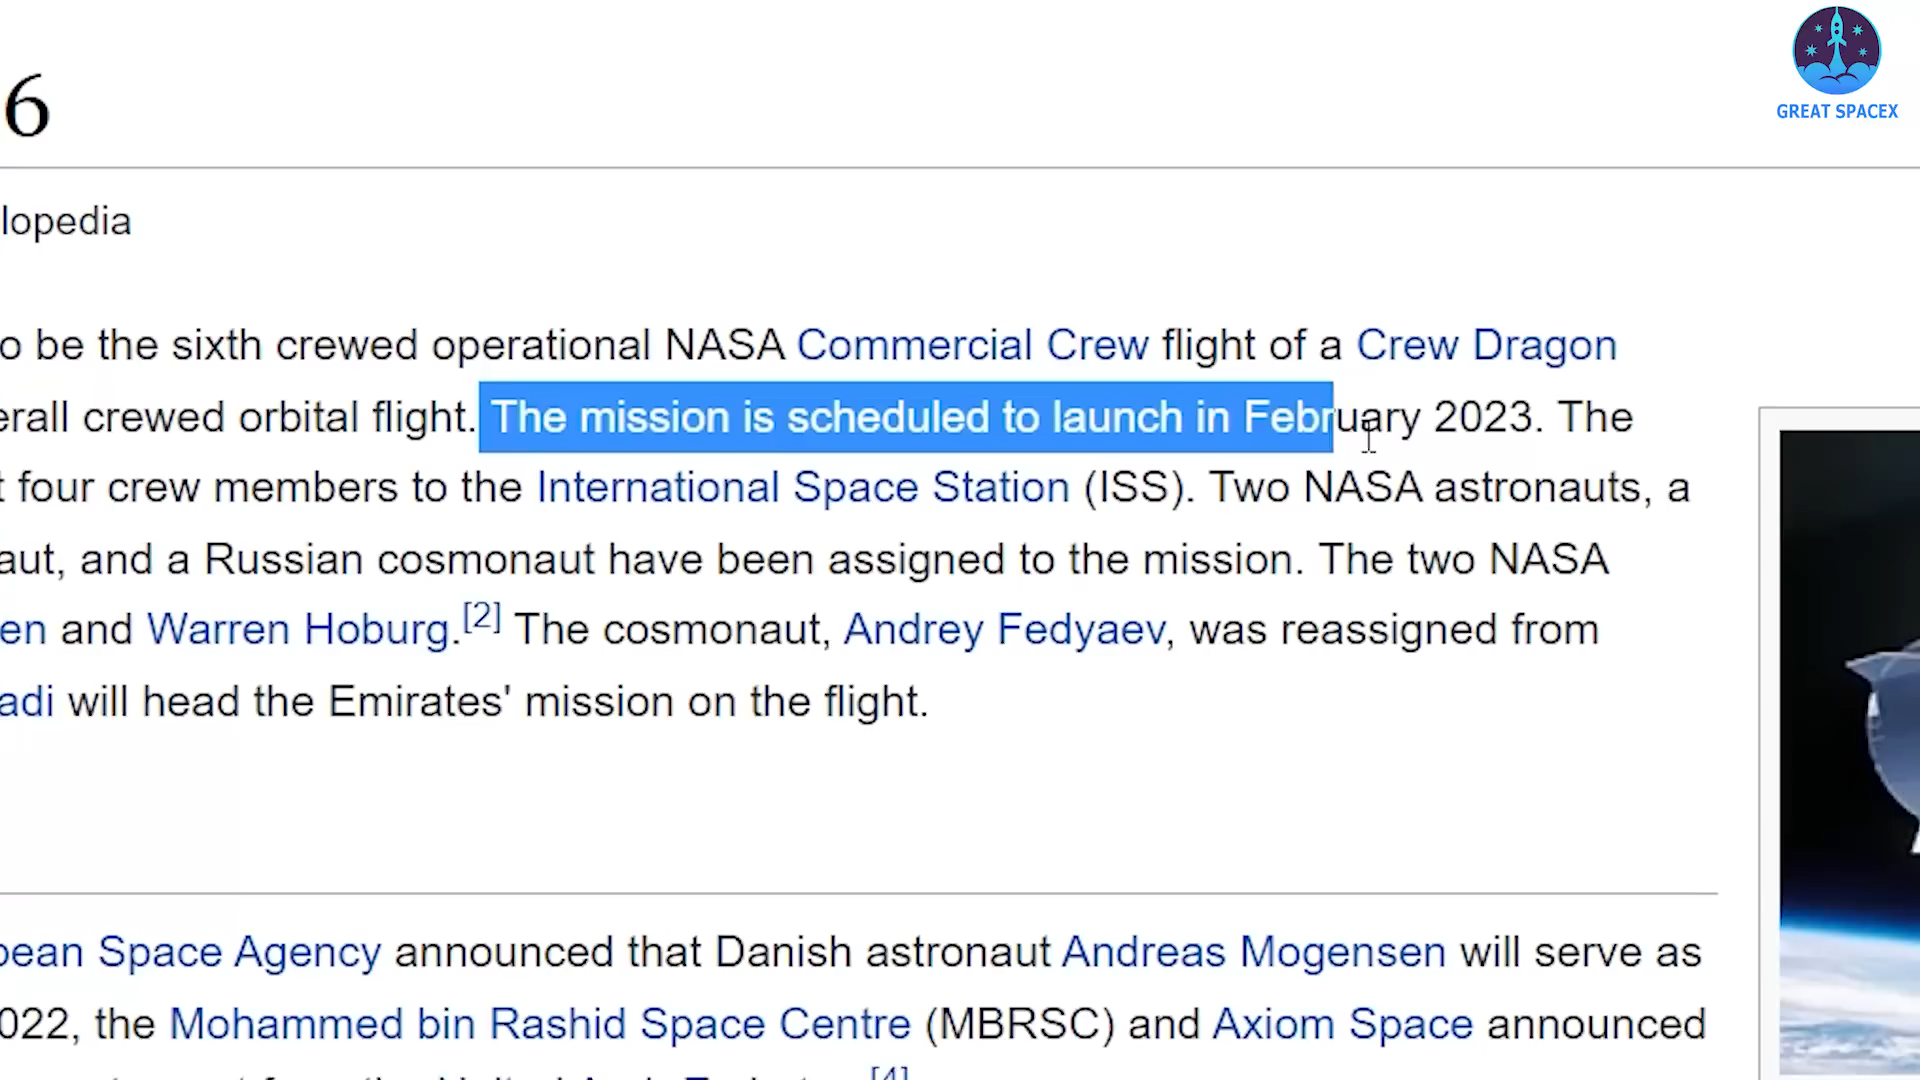 6
GREAT SPACEX
lopedia
o be the sixth crewed operational NASA Commercial Crew flight of a Crew Dragon
erall crewed orbital flight. The mission is scheduled to launch in February 2023. The
t four crew members to the International Space Station (ISS). Two NASA astronauts, a
aut, and a Russian cosmonaut have been assigned to the mission. The two NASA
en and Warren Hoburg.[2] The cosmonaut, Andrey Fedyaev, was reassigned from
adi will head the Emirates' mission on the flight.
pean Space Agency announced that Danish astronaut Andreas Mogensen will serve as
022, the Mohammed bin Rashid Space Centre (MBRSC) and Axiom Space announced
[4]